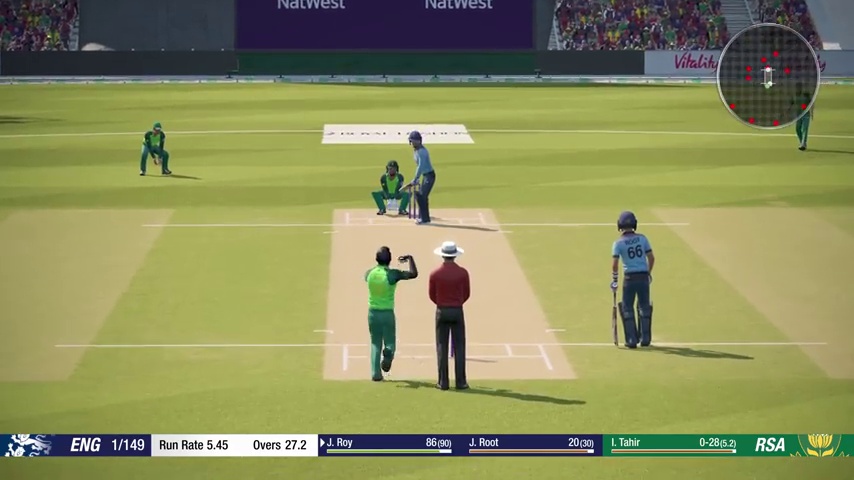 NatWest NatWest
Vitality
ROOT
66
ENG 1/149 Run Rate 5.45 Overs 27.2 J. Roy 86(90) J. Root 20(30) I. Tahir 0-28(5.2) RSA